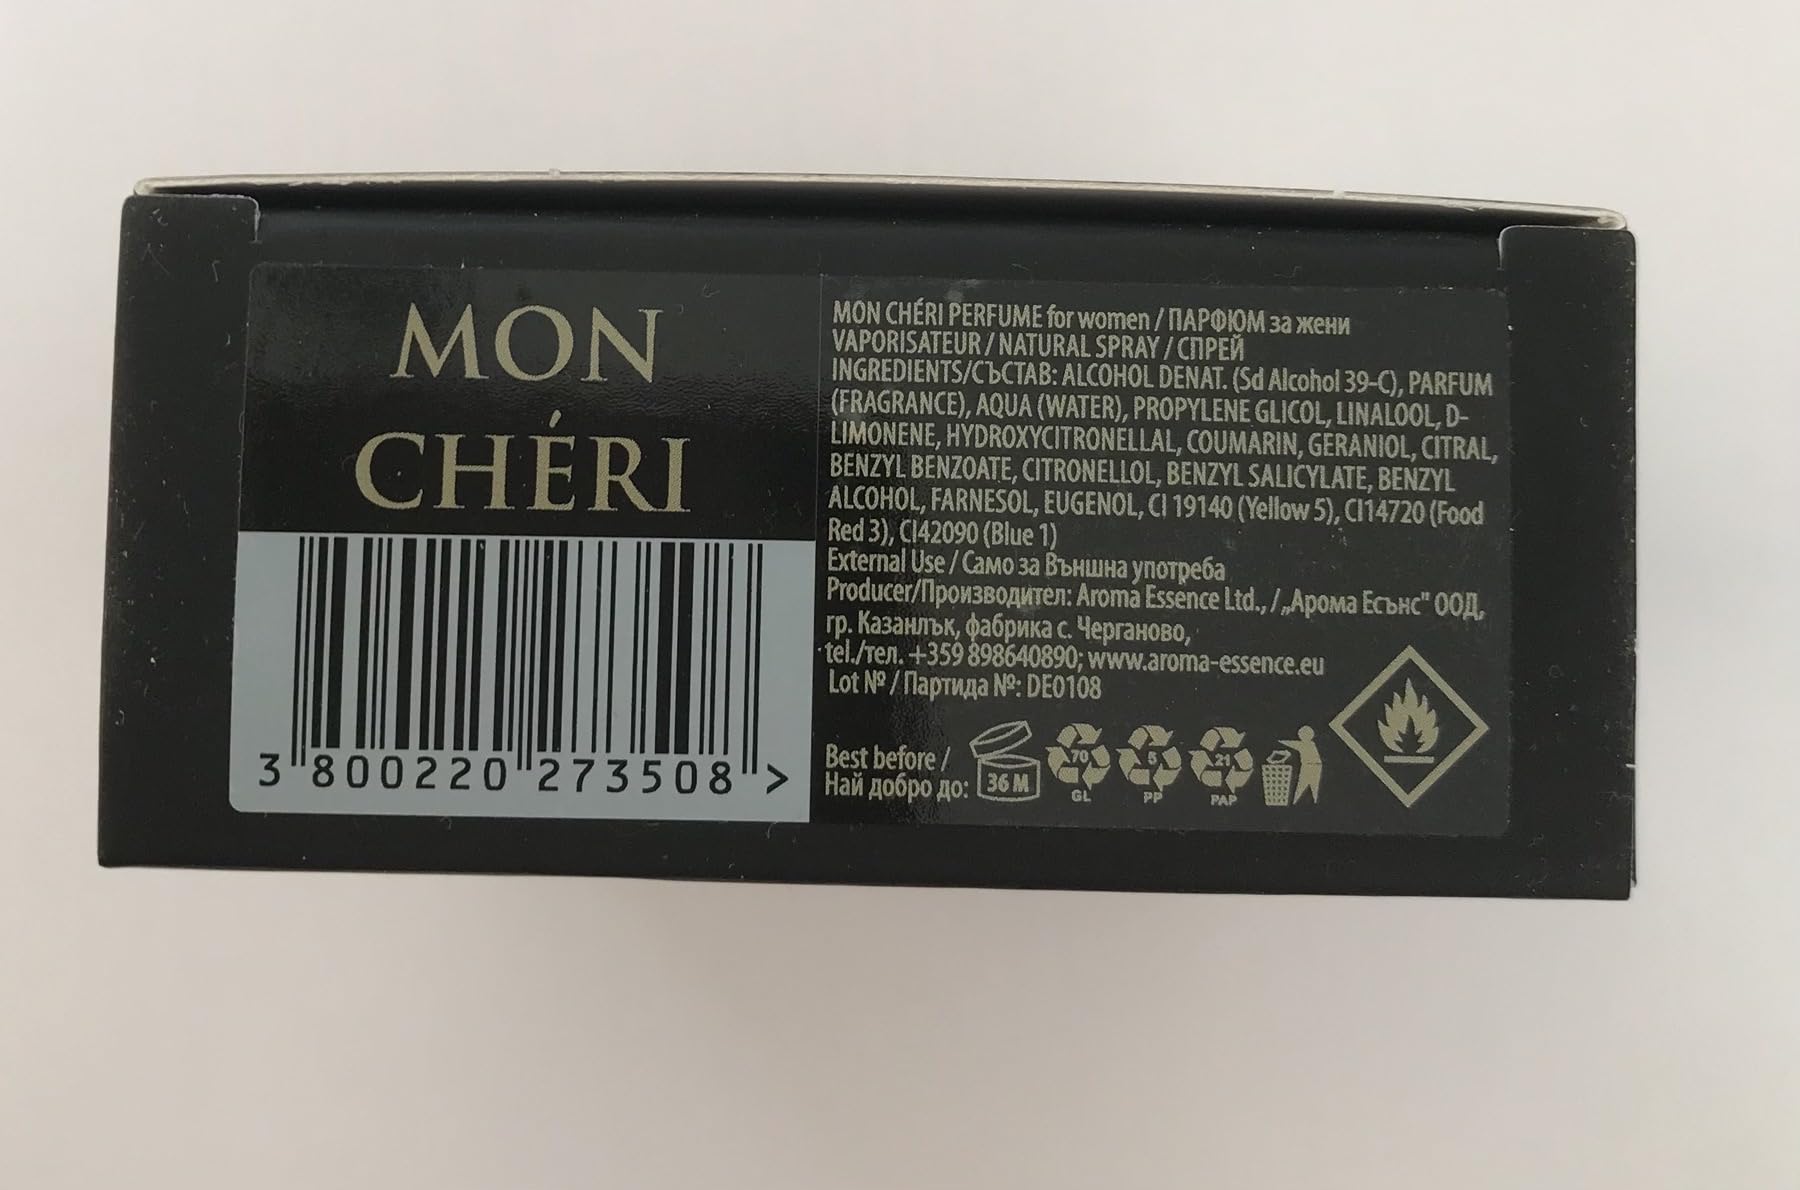 MON
CHÉRI
3 800220 273508 >
MON CHÉRI PERFUME for women / ПАРФЮМ за жени
VAPORISATEUR / NATURAL SPRAY / СПРЕЙ
INGREDIENTS/СЪСТАВ: ALCOHOL DENAT. (Sd Alcohol 39-C), PARFUM
(FRAGRANCE), AQUA (WATER), PROPYLENE GLICOL, LINALOOL, D-
LIMONENE, HYDROXYCITRONELLAL, COUMARIN, GERANIOL, CITRAL,
BENZYL BENZOATE, CITRONELLOL, BENZYL SALICYLATE, BENZYL
ALCOHOL, FARNESOL, EUGENOL, CI 19140 (Yellow 5), CI14720 (Food
Red 3), CI42090 (Blue 1)
External Use / Само за Външна употреба
Producer/Производител: Aroma Essence Ltd., / „Арома Есънс" ООД,
гр. Казанлък, фабрика с. Черганово,
tel./тел. +359 898640890; www.aroma-essence.eu
Lot № / Партида №: DE0108
Best before /
Най добро до:
36 M
70
GL
5
PP
21
PAP